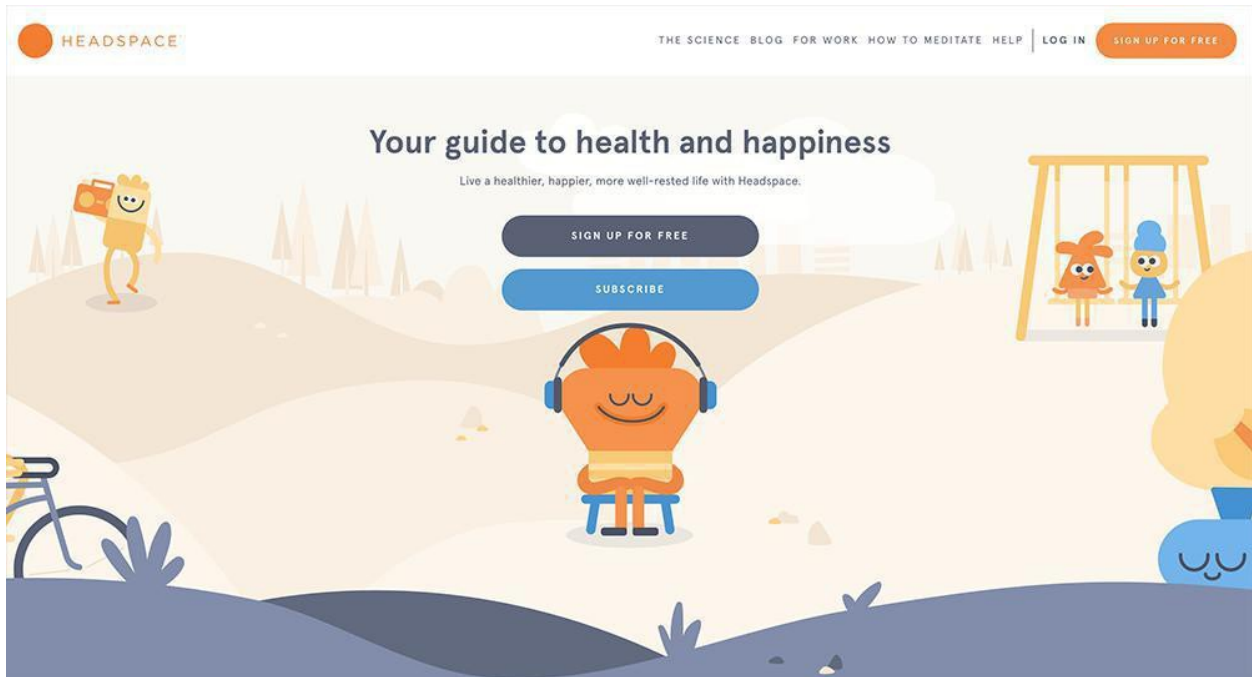 HEADSPACE
THE SCIENCE BLOG FOR WORK HOW TO MEDITATE HELP LOG IN SIGN UP FOR FREE
Your guide to health and happiness
Live a healthier, happier, more well-rested life with Headspace.
SIGN UP FOR FREE
SUBSCRIBE